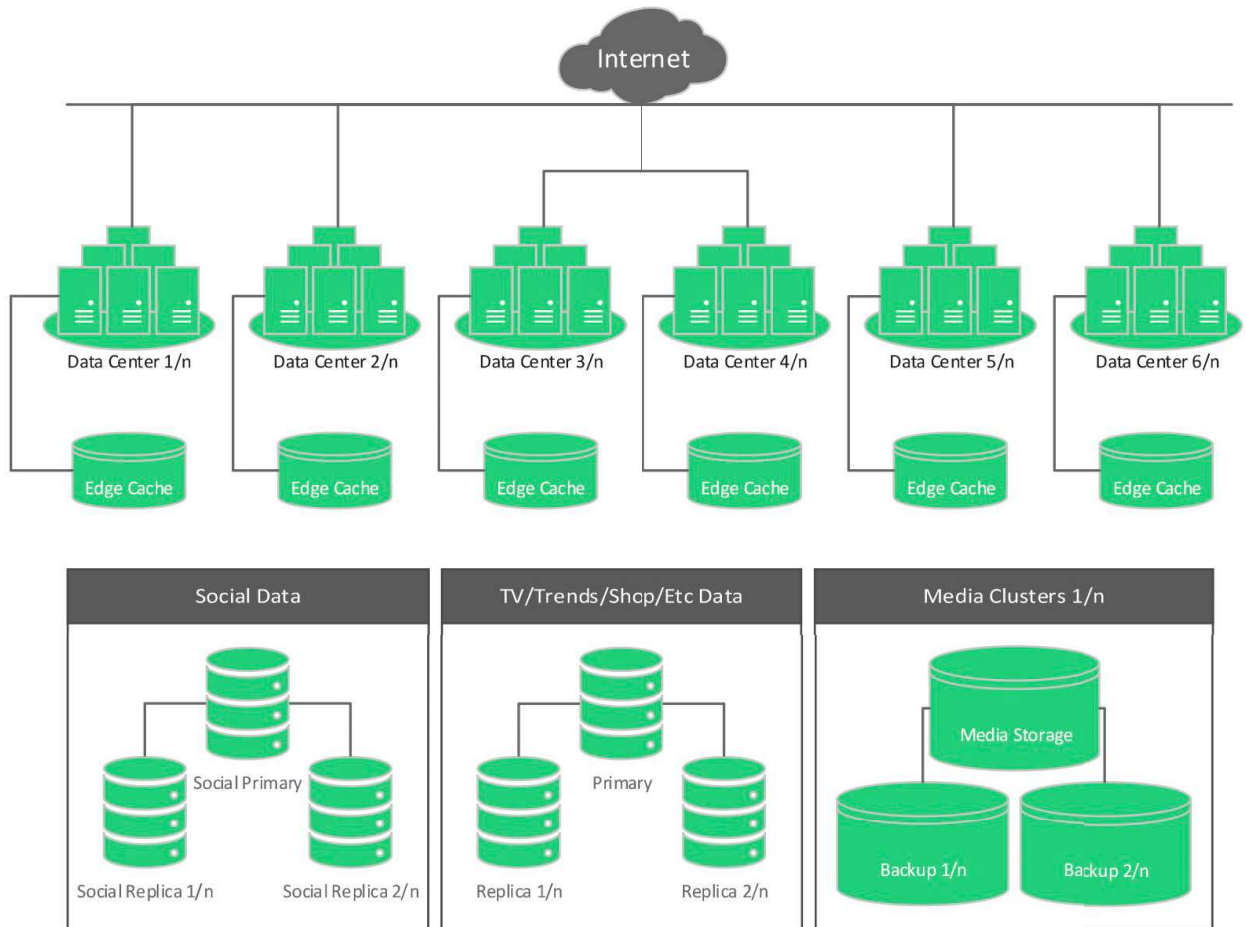 Internet
Data Center 1/n
Data Center 2/n
Data Center 3/n
Data Center 4/n
Data Center 5/n
Data Center 6/n
Edge Cache
Edge Cache
Edge Cache
Edge Cache
Edge Cache
Edge Cache
Social Data
Social Primary
Social Replica 1/n
Social Replica 2/n
TV/Trends/Shop/Etc Data
Primary
Replica 1/n
Replica 2/n
Media Clusters 1/n
Media Storage
Backup 1/n
Backup 2/n